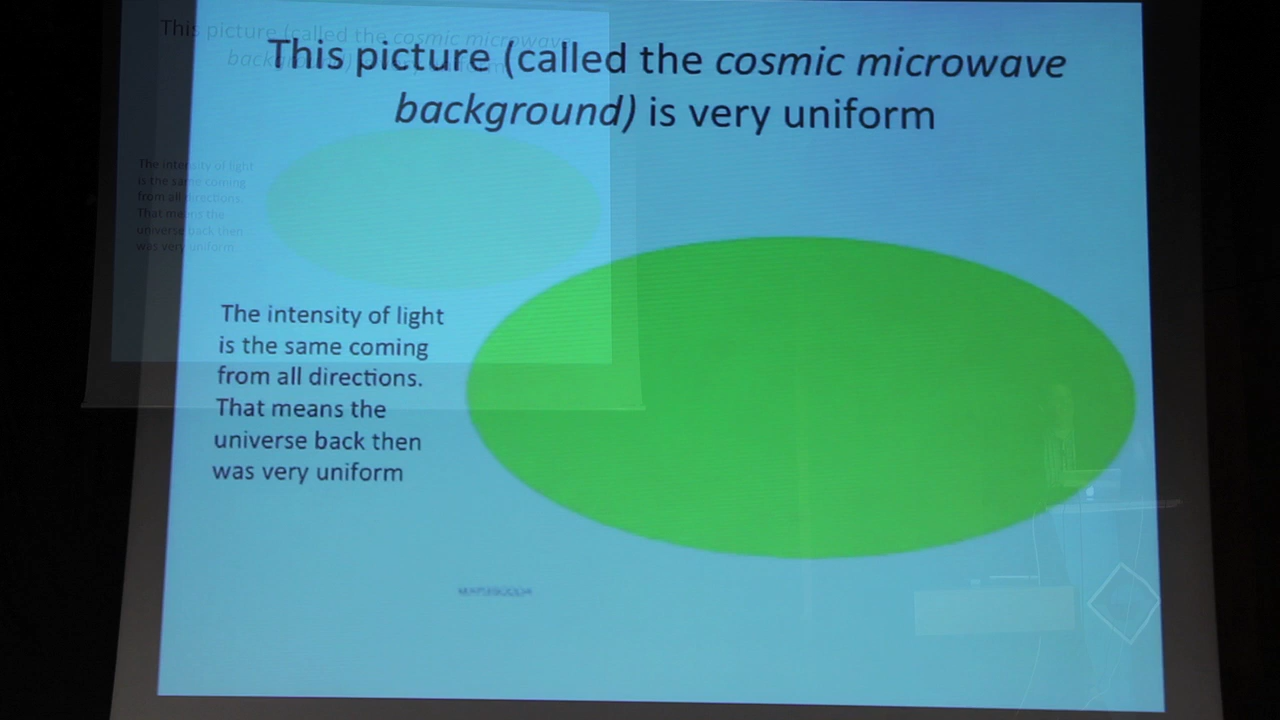 This picture (called the cosmic microwave
background) is very uniform
The intensity of light
is the same coming
from all directions.
That means the
universe back then
was very uniform